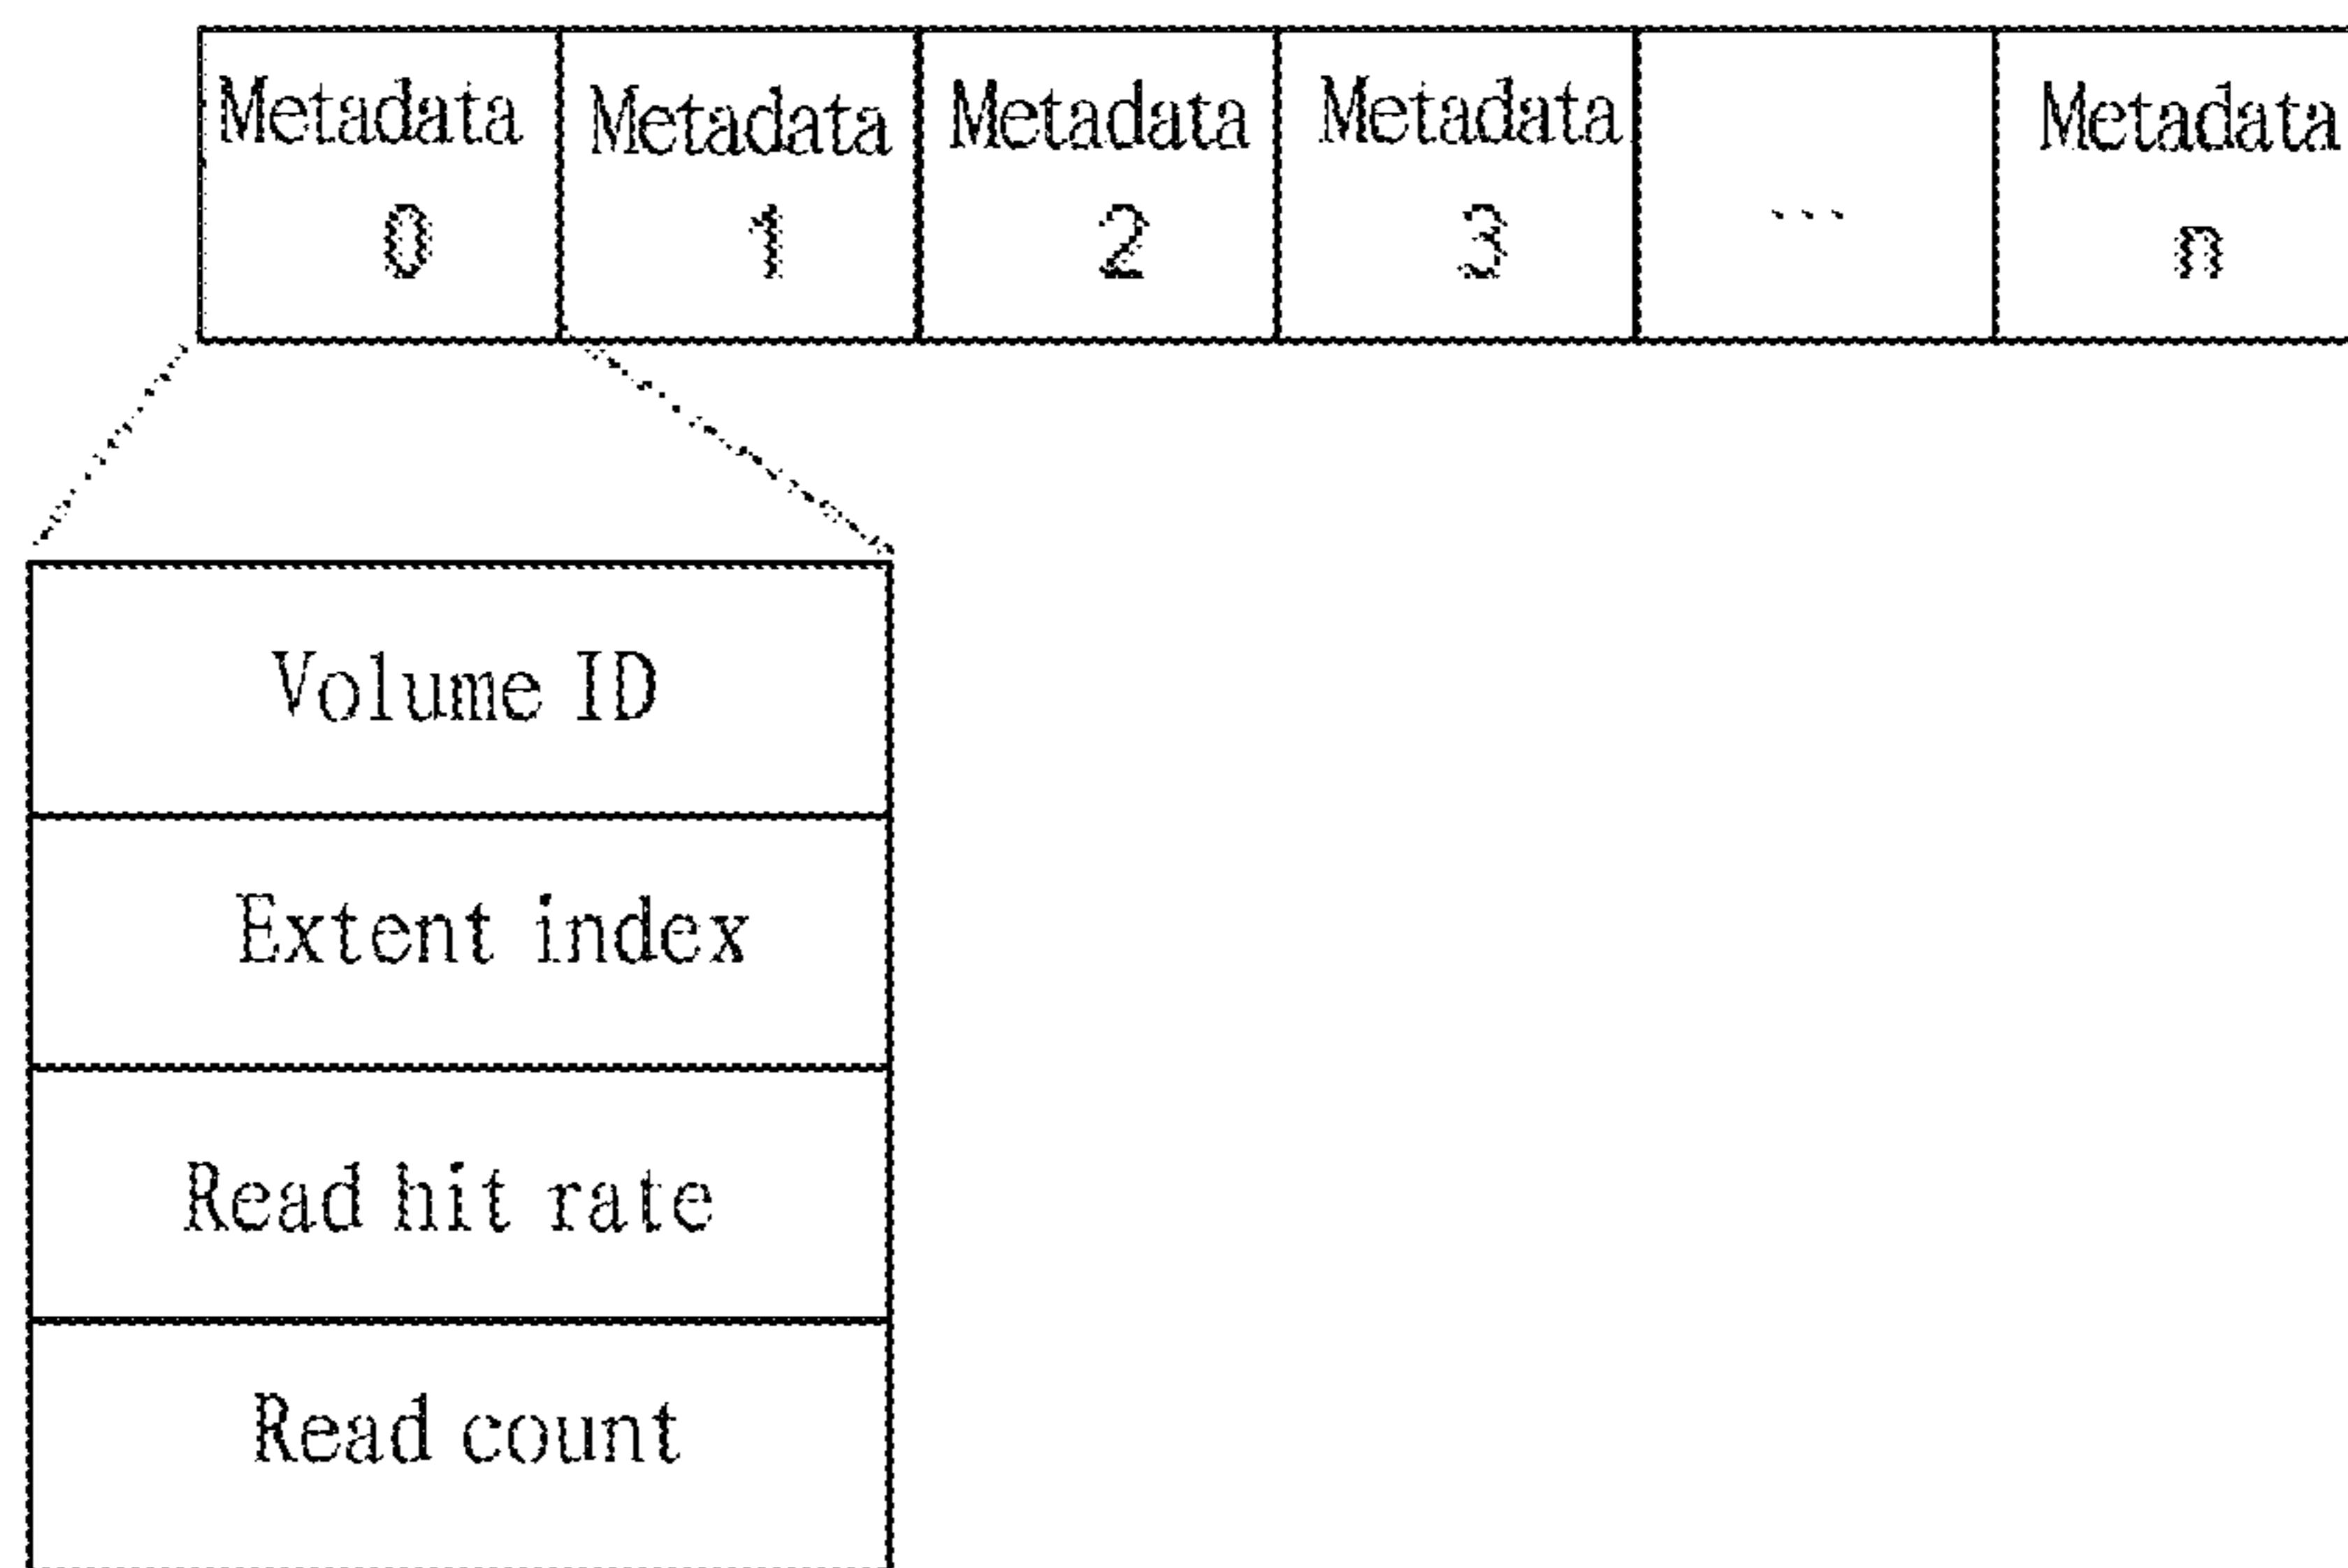 Metadata 0
Metadata 1
Metadata 2
Metadata 3
...
Metadata n
Volume ID
Extent index
Read hit rate
Read count